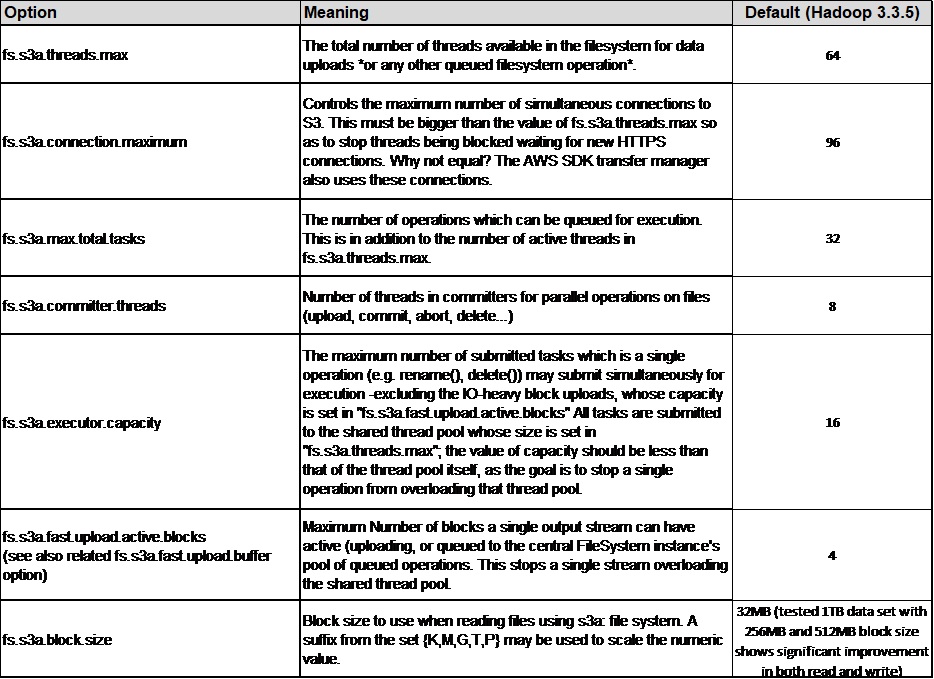 Option
Meaning
Default (Hadoop 3.3.5)
fs.s3a.threads.max
The total number of threads available in the filesystem for data
uploads *or any other queued filesystem operation*.
64
fs.s3a.connection.maximum
Controls the maximum number of simultaneous connections to
S3. This must be bigger than the value of fs.s3a.threads.max so
as to stop threads being blocked waiting for new HTTPS
connections. Why not equal? The AWS SDK transfer manager
also uses these connections.
96
fs.s3a.max.total.tasks
The number of operations which can be queued for execution.
This is in addition to the number of active threads in
fs.s3a.threads.max.
32
fs.s3a.committer.threads
Number of threads in committers for parallel operations on files
(upload, commit, abort, delete...)
8
fs.s3a.executor.capacity
The maximum number of submitted tasks which is a single
operation (e.g. rename(), delete()) may submit simultaneously for
execution -excluding the IO-heavy block uploads, whose capacity
is set in "fs.s3a.fast.upload.active.blocks" All tasks are submitted
to the shared thread pool whose size is set in
"fs.s3a.threads.max"; the value of capacity should be less than
that of the thread pool itself, as the goal is to stop a single
operation from overloading that thread pool.
16
fs.s3a.fast.upload.active.blocks
(see also related fs.s3a.fast.upload.buffer
option)
Maximum Number of blocks a single output stream can have
active (uploading, or queued to the central FileSystem instance's
pool of queued operations. This stops a single stream overloading
the shared thread pool.
4
fs.s3a.block.size
Block size to use when reading files using s3a: file system. A
suffix from the set {K,M,G,T,P} may be used to scale the numeric
value.
32MB (tested 1TB data set with
256MB and 512MB block size
shows significant improvement
in both read and write)